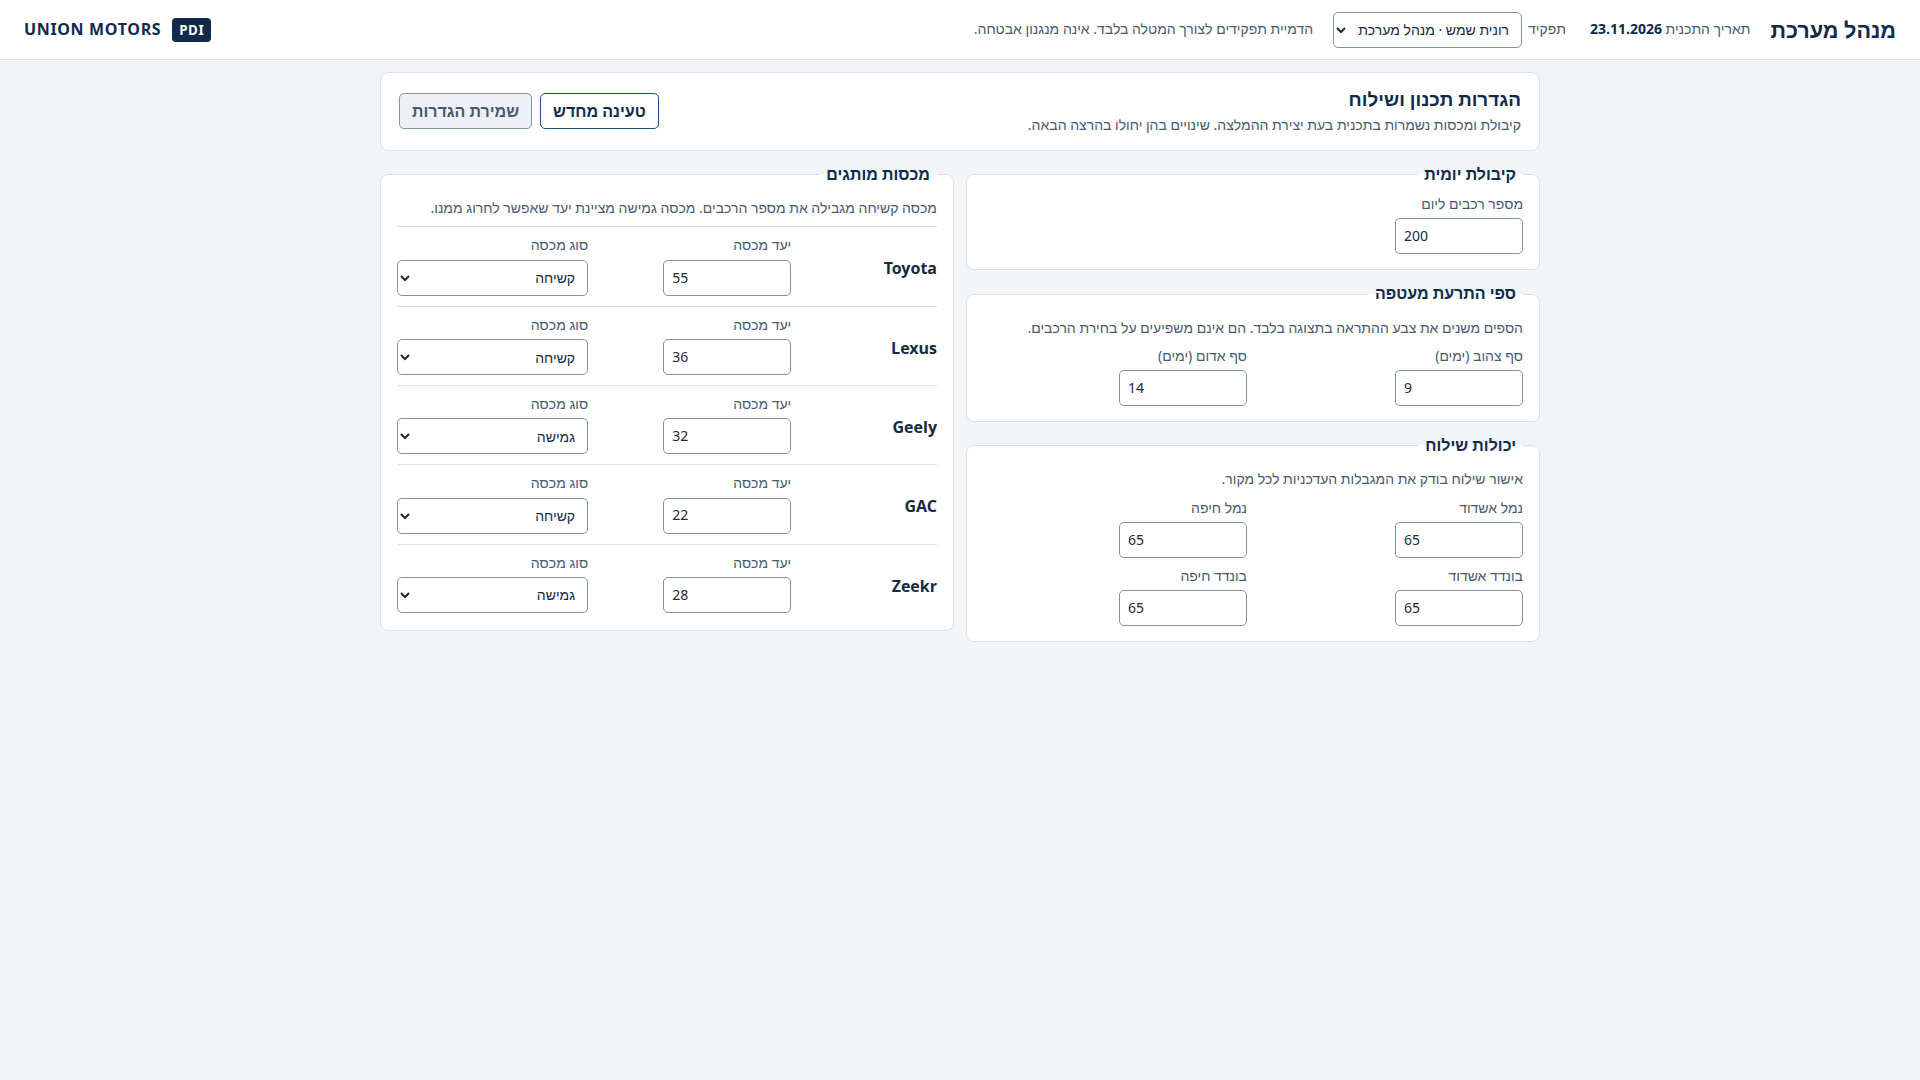 מנהל מערכת
תאריך התכנית 23.11.2026
תפקיד
רונית שמש · מנהל מערכת
הדמיית תפקידים לצורך המטלה בלבד. אינה מנגנון אבטחה.
PDI
UNION MOTORS
הגדרות תכנון ושילוח
קיבולת ומכסות נשמרות בתכנית בעת יצירת ההמלצה. שינויים בהן יחולו בהרצה הבאה.
טעינה מחדש
שמירת הגדרות
קיבולת יומית
מספר רכבים ליום
200
ספי התרעת מעטפה
הספים משנים את צבע ההתראה בתצוגה בלבד. הם אינם משפיעים על בחירת הרכבים.
סף צהוב (ימים)
9
סף אדום (ימים)
14
יכולות שילוח
אישור שילוח בודק את המגבלות העדכניות לכל מקור.
נמל אשדוד
65
נמל חיפה
65
בונדד אשדוד
65
בונדד חיפה
65
מכסות מותגים
מכסה קשיחה מגבילה את מספר הרכבים. מכסה גמישה מציינת יעד שאפשר לחרוג ממנו.
Toyota
יעד מכסה
55
סוג מכסה
קשיחה
Lexus
יעד מכסה
36
סוג מכסה
קשיחה
Geely
יעד מכסה
32
סוג מכסה
גמישה
GAC
יעד מכסה
22
סוג מכסה
קשיחה
Zeekr
יעד מכסה
28
סוג מכסה
גמישה